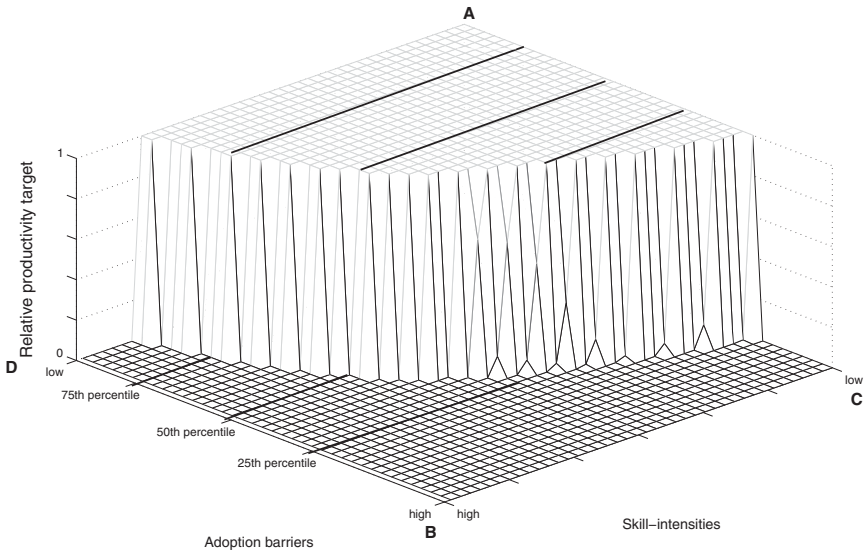 A
1
Relative productivity target
0
D
low
75th percentile
low
C
50th percentile
25th percentile
high
high
B
Skill−intensities
Adoption barriers